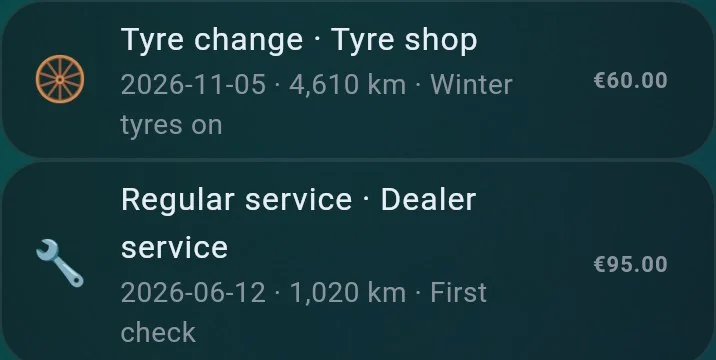 Tyre change · Tyre shop
2026-11-05 · 4,610 km · Winter
tyres on
€60.00
Regular service · Dealer
service
2026-06-12 · 1,020 km · First
check
€95.00